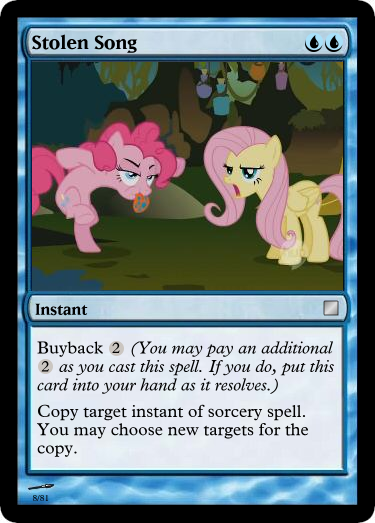 Stolen Song
Instant
Buyback 2 (You may pay an additional
2 as you cast this spell. If you do, put this
card into your hand as it resolves.)
Copy target instant of sorcery spell.
You may choose new targets for the
copy.
8/81